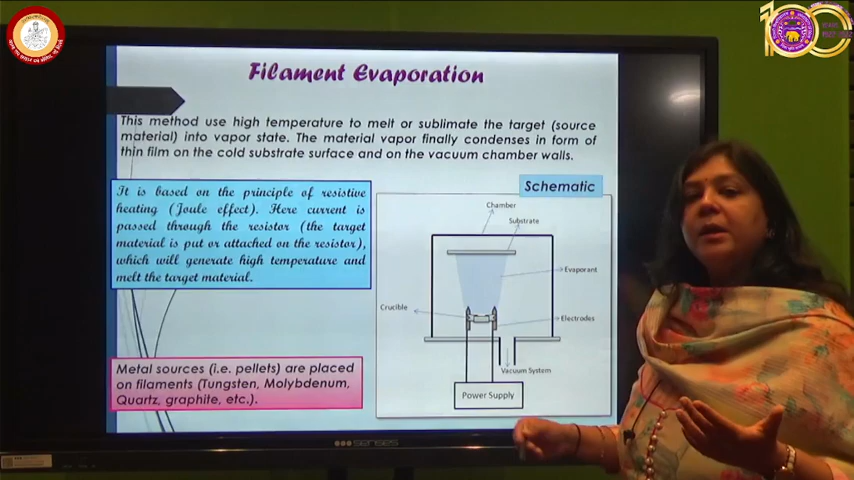 100
Filament Evaporation
This method use high temperature to melt or sublimate the target (source
material) into vapor state. The material vapor finally condenses in form of
thin film on the cold substrate surface and on the vacuum chamber walls.
It is based on the principle of resistive
heating (Joule effect). Here current is
passed through the resistor (the target
material is put or attached on the resistor),
which will generate high temperature and
melt the target material.
Schematic
Chamber
Substrate
Evaporant
Crucible
Electrodes
Vacuum System
Power Supply
Metal sources (i.e. pellets) are placed
on filaments (Tungsten, Molybdenum,
Quartz, graphite, etc.).